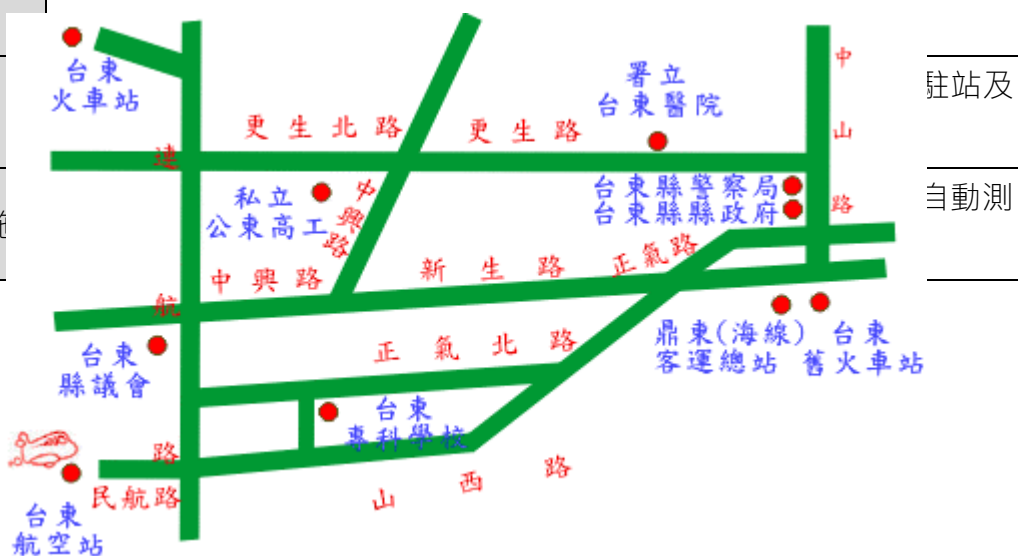 台東
火車站
駐站及
中山路
署立
台東醫院
更生北路
更生路
連航路
私立
公東高工
中興路
台東縣警察局
台東縣縣政府
自動測
中興路
新生路
正氣路
台東
縣議會
正氣北路
鼎東(海線)
客運總站
台東
舊火車站
台東
專科學校
民航路
山西路
台東
航空站